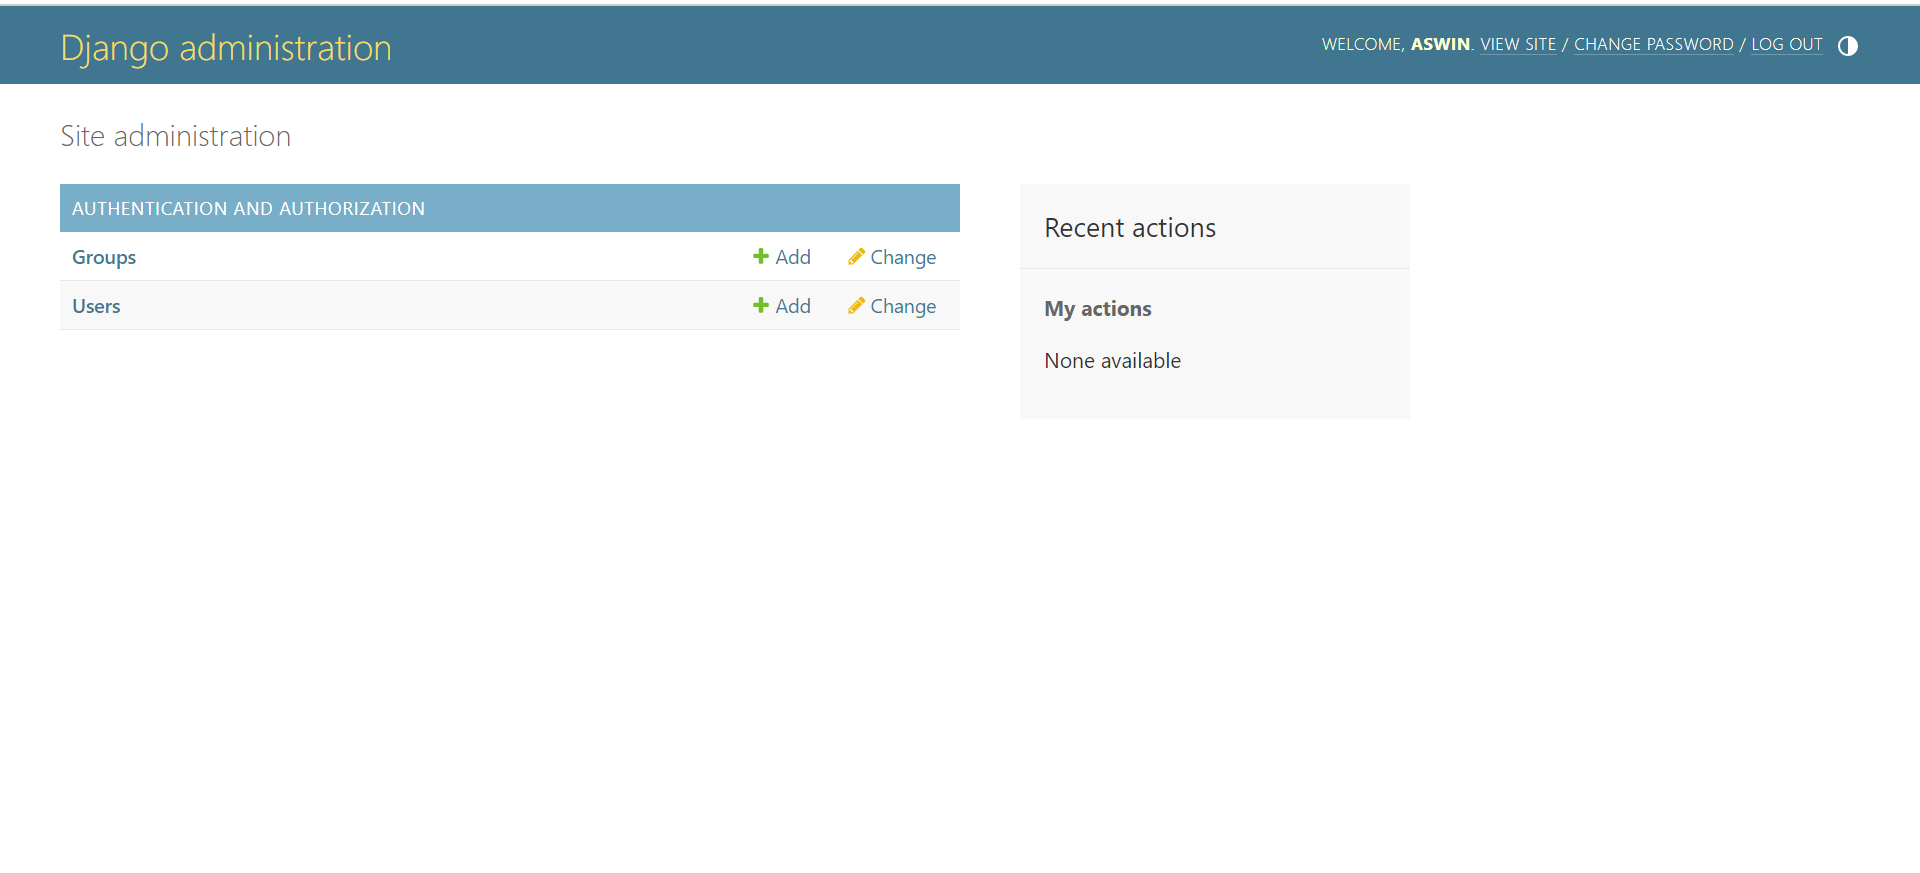 Django administration
WELCOME, ASWIN. VIEW SITE / CHANGE PASSWORD / LOG OUT
Site administration
AUTHENTICATION AND AUTHORIZATION
Groups Add Change
Users Add Change
Recent actions
My actions
None available